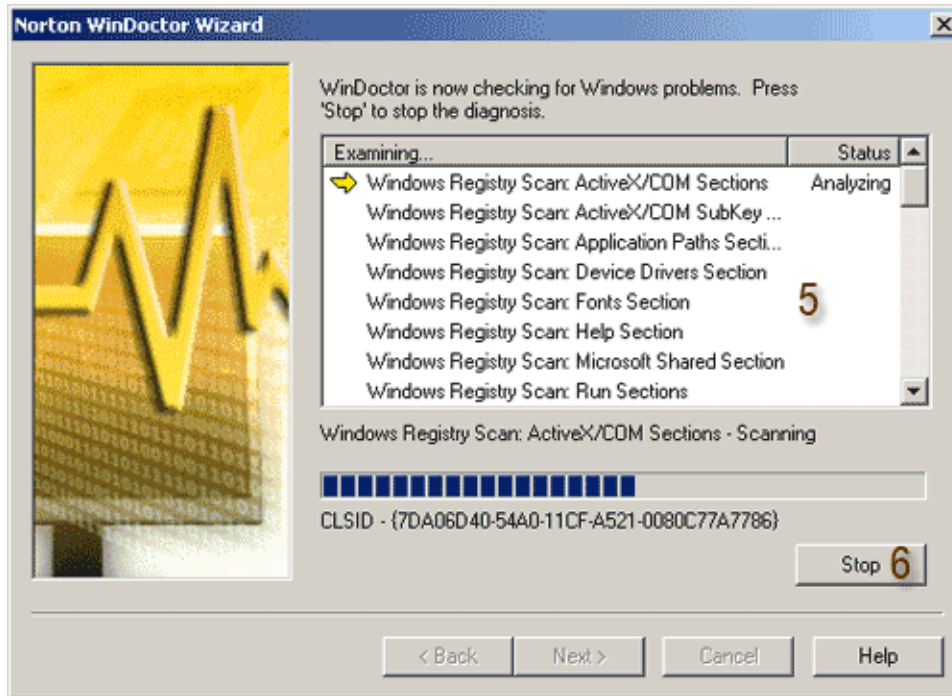 Norton WinDoctor Wizard
WinDoctor is now checking for Windows problems. Press
'Stop' to stop the diagnosis.
Examining... Status
Windows Registry Scan: ActiveX/COM Sections Analyzing
Windows Registry Scan: ActiveX/COM SubKey ...
Windows Registry Scan: Application Paths Secti...
Windows Registry Scan: Device Drivers Section
Windows Registry Scan: Fonts Section
5
Windows Registry Scan: Help Section
Windows Registry Scan: Microsoft Shared Section
Windows Registry Scan: Run Sections
Windows Registry Scan: ActiveX/COM Sections - Scanning
CLSID - {7DA06D40-54A0-11CF-A521-0080C77A7786}
Stop 6
< Back Next > Cancel Help